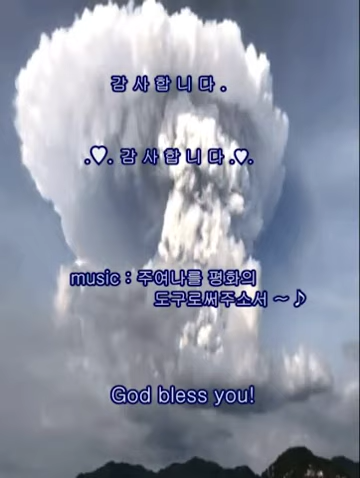 감 사 합 니 다 .
.♥. 감 사 합 니 다 .♥.
music : 주여나를 평화의
도구로써주소서 ~ ♪
God bless you!